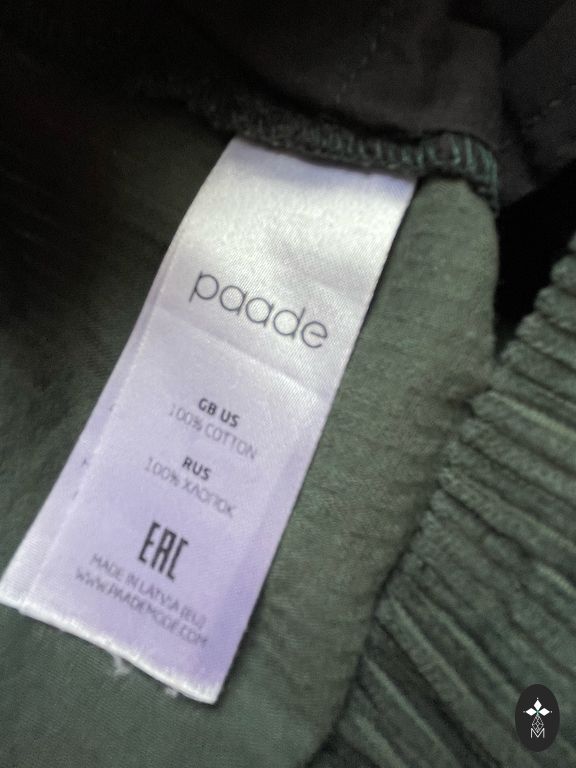 paade
GB US
100% COTTON
RUS
100% ХЛОПОК
EAC
MADE IN LATVIA (EU)
WWW.PAADEMODE.COM
M